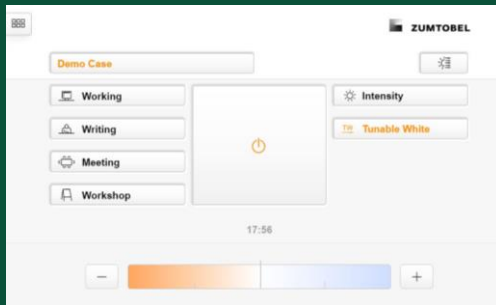 ZUMTOBEL
Demo Case
Working
Intensity
Writing
TW Tunable White
Meeting
Workshop
17:56
− +